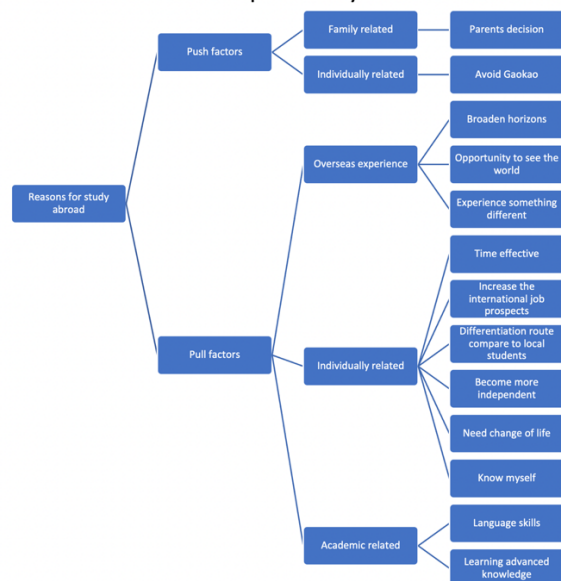 Family related
Parents decision
Push factors
Individually related
Avoid Gaokao
Broaden horizons
Overseas experience
Opportunity to see the
world
Reasons for study
abroad
Experience something
different
Time effective
Increase the
international job
prospects
Differentiation route
compare to local
students
Pull factors
Individually related
Become more
independent
Need change of life
Know myself
Language skills
Academic related
Learning advanced
knowledge